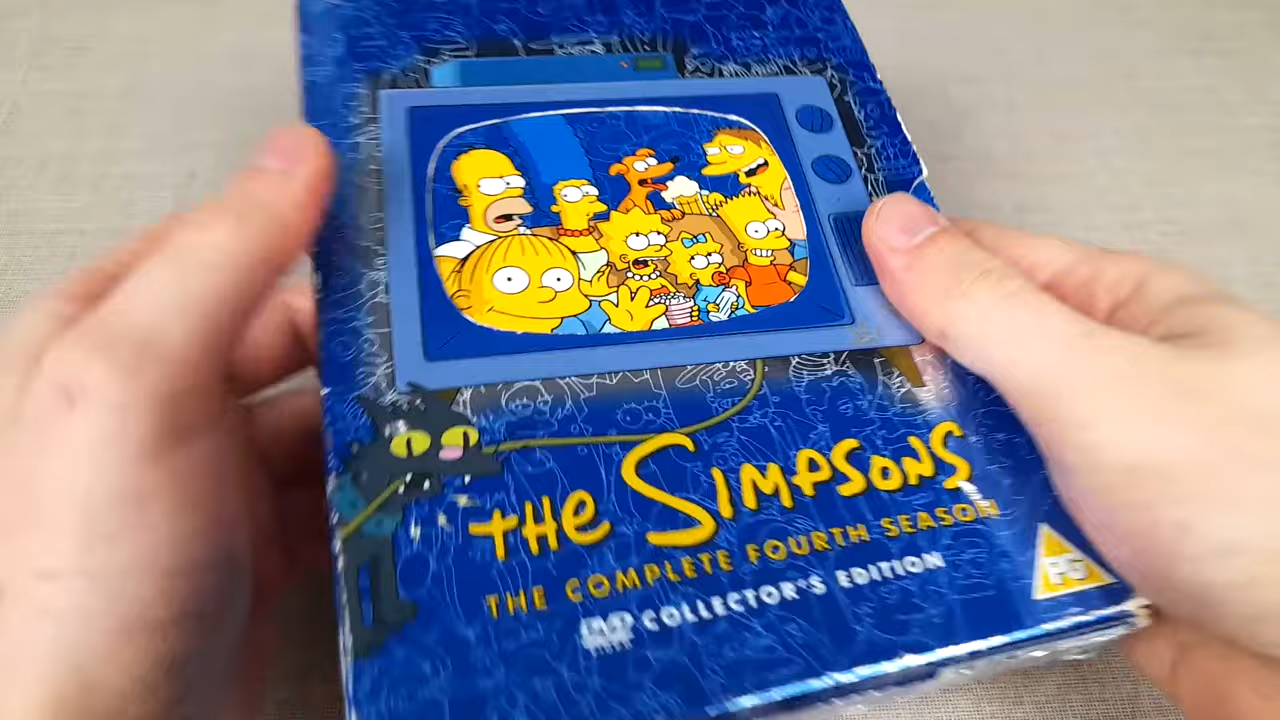 THE SIMPSONS
THE COMPLETE FOURTH SEASON
DVD COLLECTOR'S EDITION
PG